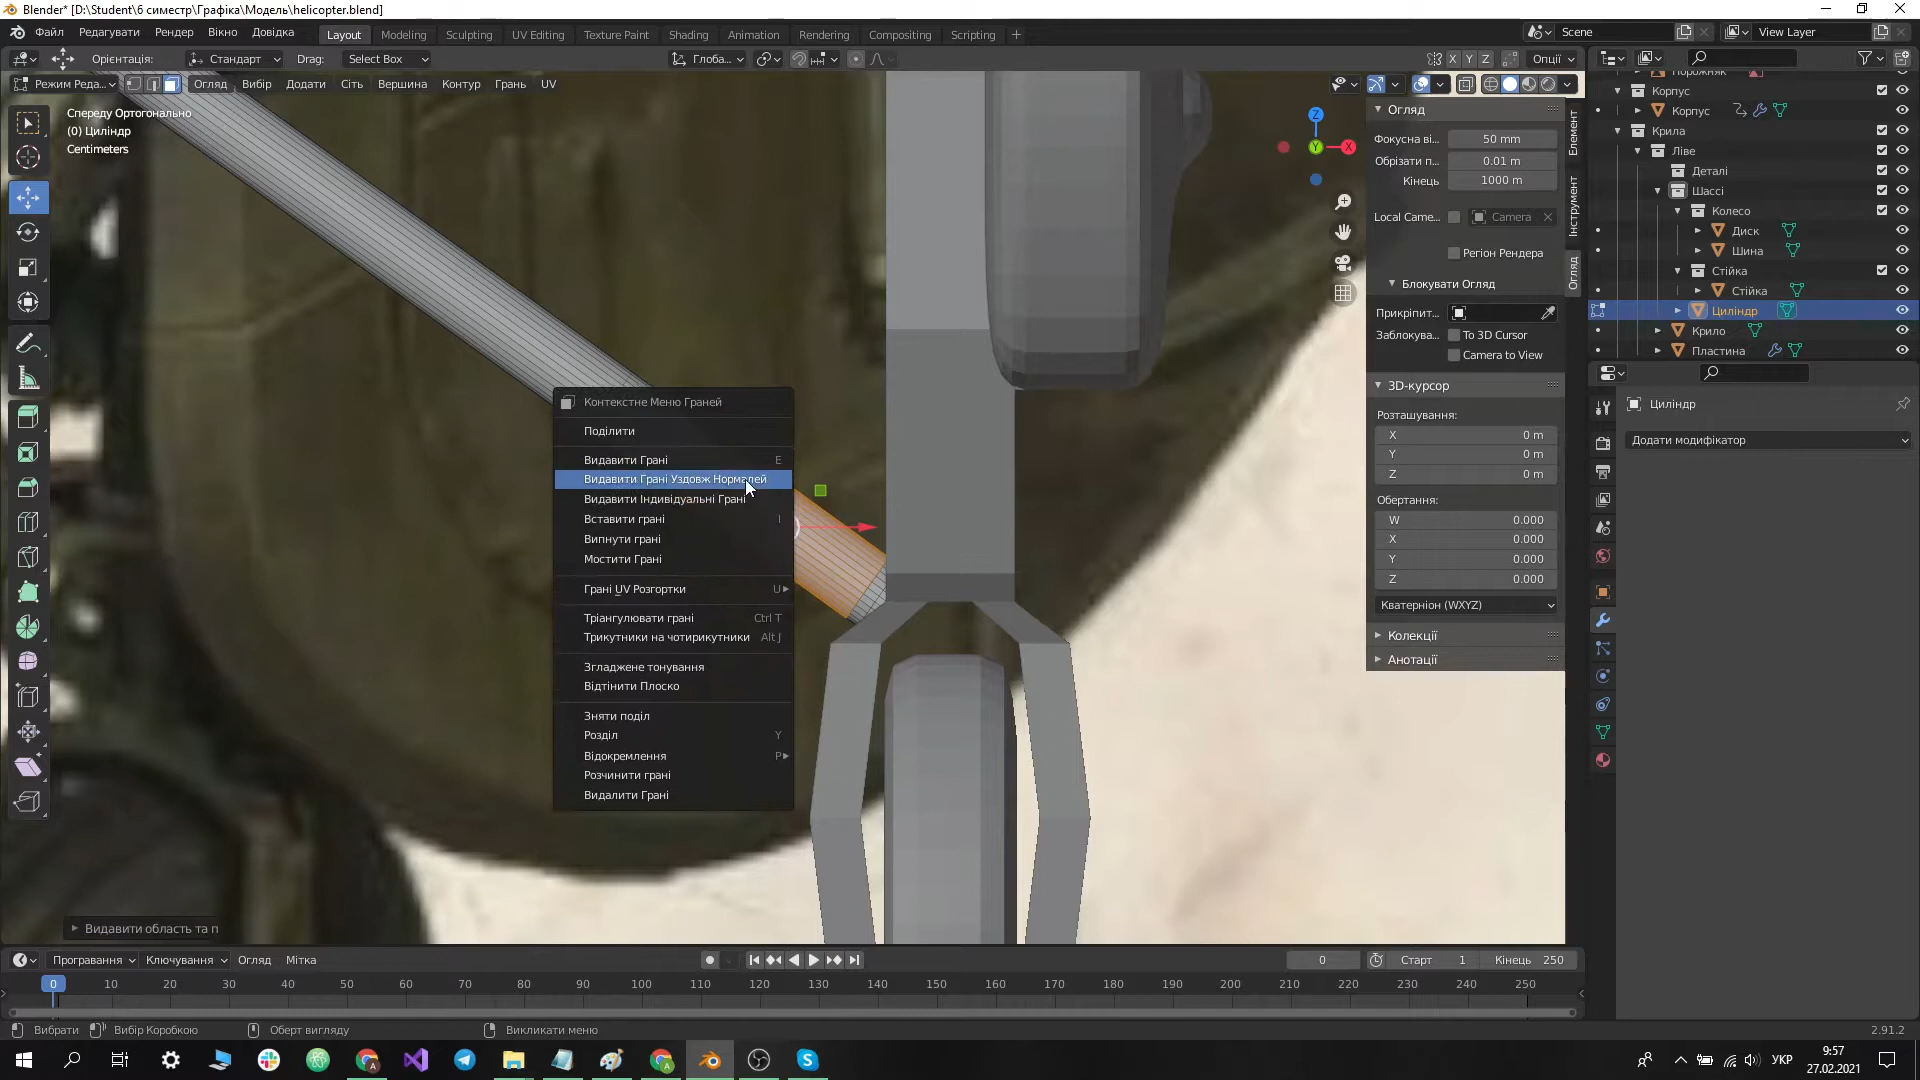 Blender* [D:\Student\6 симестр\Графіка\Модель\helicopter.blend]
Файл Редагувати Рендер Вікно Довідка
Layout Modeling Sculpting UV Editing Texture Paint Shading Animation Rendering Compositing Scripting +
Scene
View Layer
Орієнтація: Стандарт Drag: Select Box
Глоба...
X Y Z Опції
Режим Реда... Огляд Вибір Додати Сіть Вершина Контур Грань UV
Спереду Ортогонально
(0) Циліндр
Centimeters
Z
Y
X
Контекстне Меню Граней
Поділити
Видавити Грані E
Видавити Грані Уздовж Нормалей
Видавити Індивідуальні Грані
Вставити грані I
Випнути грані
Мостити Грані
Грані UV Розгортки U
Тріангулювати грані Ctrl T
Трикутники на чотирикутники Alt J
Згладжене тонування
Відтінити Плоско
Зняти поділ
Розділ Y
Відокремлення P
Розчинити грані
Видалити Грані
Огляд
Фокусна ві... 50 mm
Обрізати п... 0.01 m
Кінець 1000 m
Local Came... Camera
Регіон Рендера
Блокувати Огляд
Прикріпит...
Заблокува... To 3D Cursor
Camera to View
3D-курсор
Розташування:
X 0 m
Y 0 m
Z 0 m
Обертання:
W 0.000
X 0.000
Y 0.000
Z 0.000
Кватерніон (WXYZ)
Колекції
Анотації
Елемент
Інструмент
Огляд
Порожняк
Корпус
Корпус
Крила
Ліве
Деталі
Шассі
Колесо
Диск
Шина
Стійка
Стійка
Циліндр
Крило
Пластина
Циліндр
Додати модифікатор
Видавити область та п
Програвання Ключування Огляд Мітка
0 Старт 1 Кінець 250
0 10 20 30 40 50 60 70 80 90 100 110 120 130 140 150 160 170 180 190 200 210 220 230 240 250
Вибрати Вибір Коробкою Оберт вигляду Викликати меню
2.91.2
УКР
9:57
27.02.2021